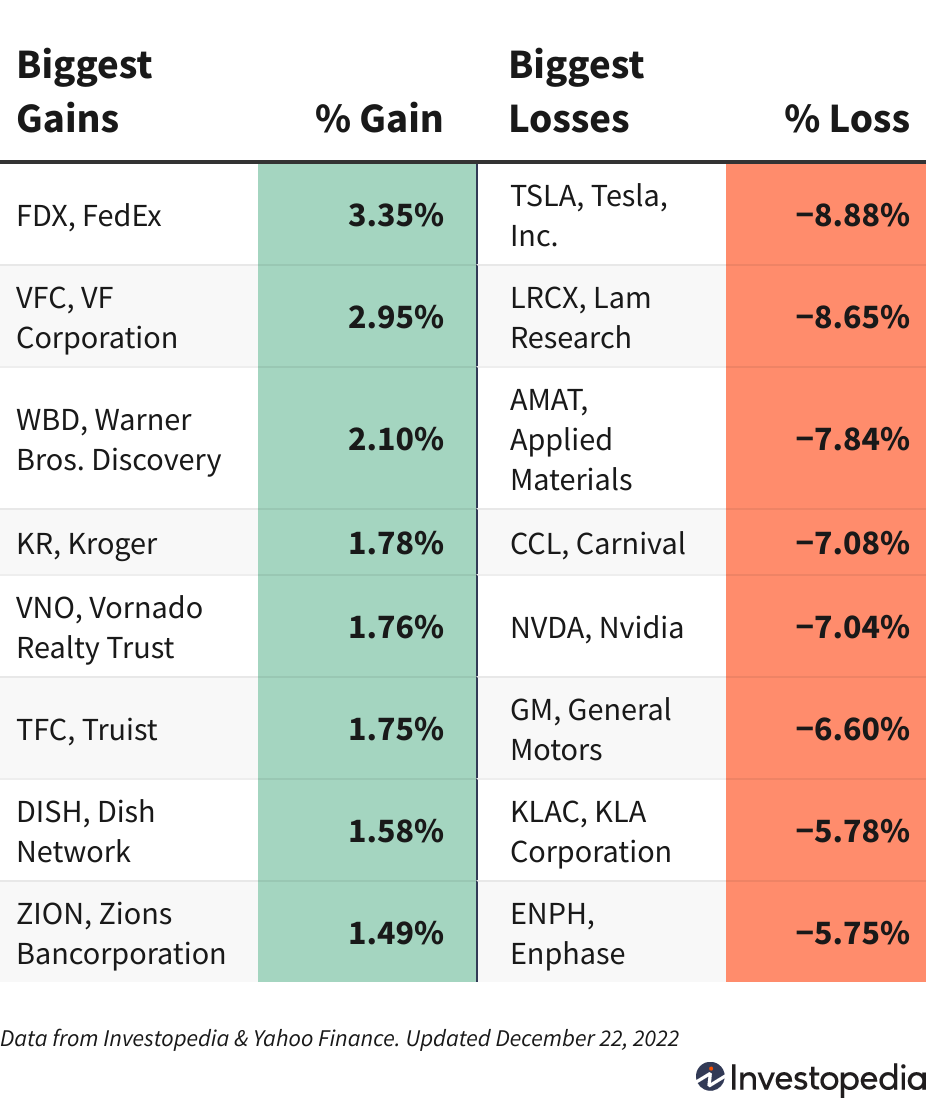 Biggest
Gains
% Gain
Biggest
Losses
% Loss
FDX, FedEx
3.35%
TSLA, Tesla,
Inc.
−8.88%
VFC, VF
Corporation
2.95%
LRCX, Lam
Research
−8.65%
WBD, Warner
Bros. Discovery
2.10%
AMAT,
Applied
Materials
−7.84%
KR, Kroger
1.78%
CCL, Carnival
−7.08%
VNO, Vornado
Realty Trust
1.76%
NVDA, Nvidia
−7.04%
TFC, Truist
1.75%
GM, General
Motors
−6.60%
DISH, Dish
Network
1.58%
KLAC, KLA
Corporation
−5.78%
ZION, Zions
Bancorporation
1.49%
ENPH,
Enphase
−5.75%
Data from Investopedia & Yahoo Finance. Updated December 22, 2022
Investopedia